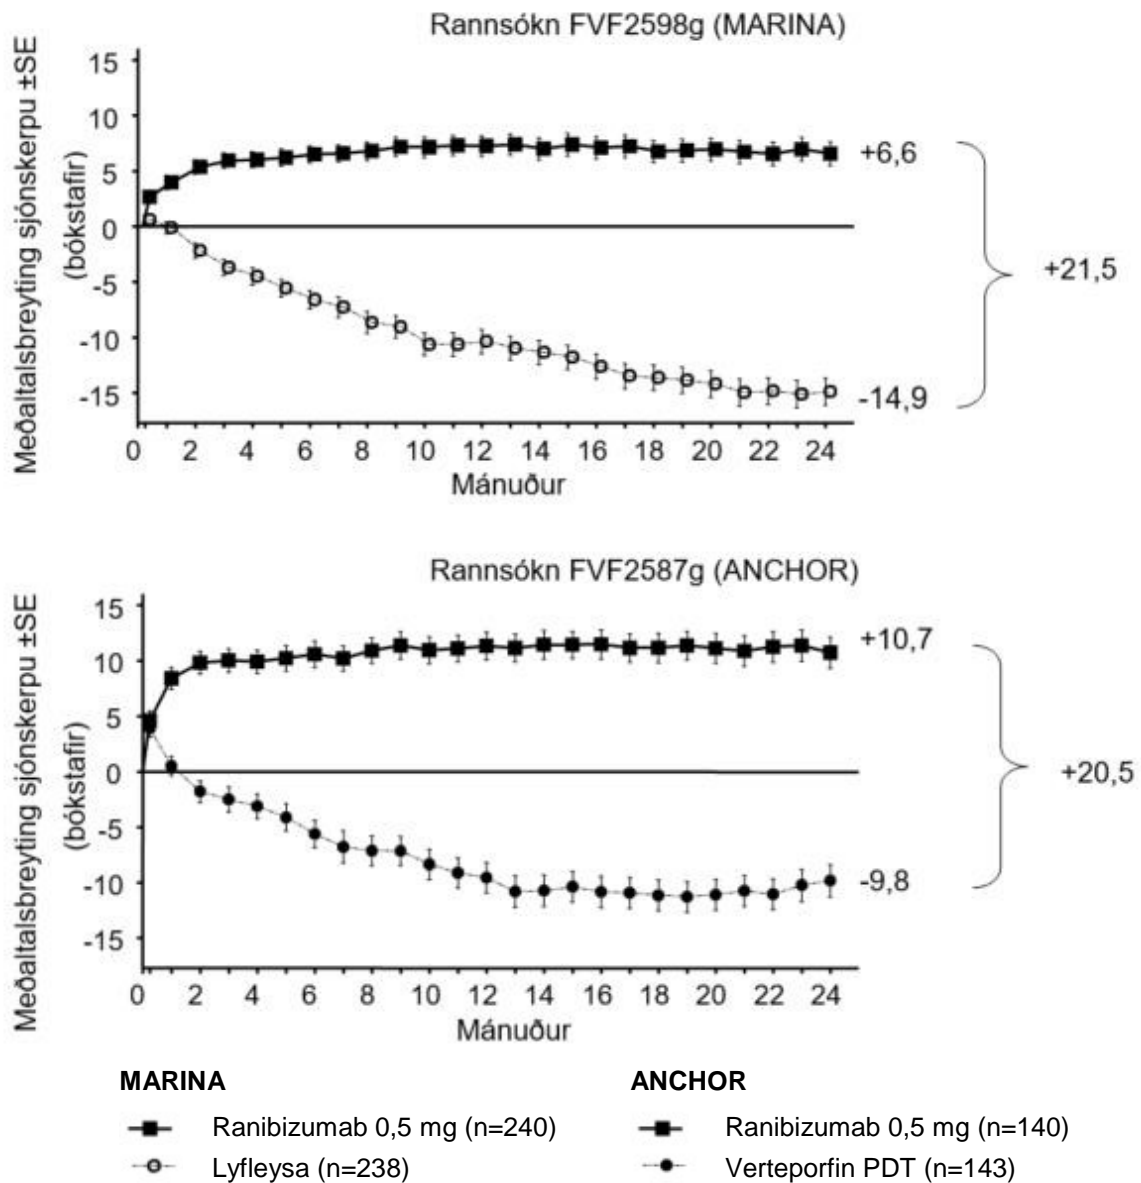 Rannsókn FVF2598g (MARINA)
Meðaltalsbreyting sjónskerpu ±SE
(bókstafir)
15
10
5
0
-5
-10
-15
+6,6
+21,5
-14,9
0 2 4 6 8 10 12 14 16 18 20 22 24
Mánuður
Rannsókn FVF2587g (ANCHOR)
Meðaltalsbreyting sjónskerpu ±SE
(bókstafir)
15
10
5
0
-5
-10
-15
+10,7
+20,5
-9,8
0 2 4 6 8 10 12 14 16 18 20 22 24
Mánuður
MARINA
Ranibizumab 0,5 mg (n=240)
Lyfleysa (n=238)
ANCHOR
Ranibizumab 0,5 mg (n=140)
Verteporfin PDT (n=143)